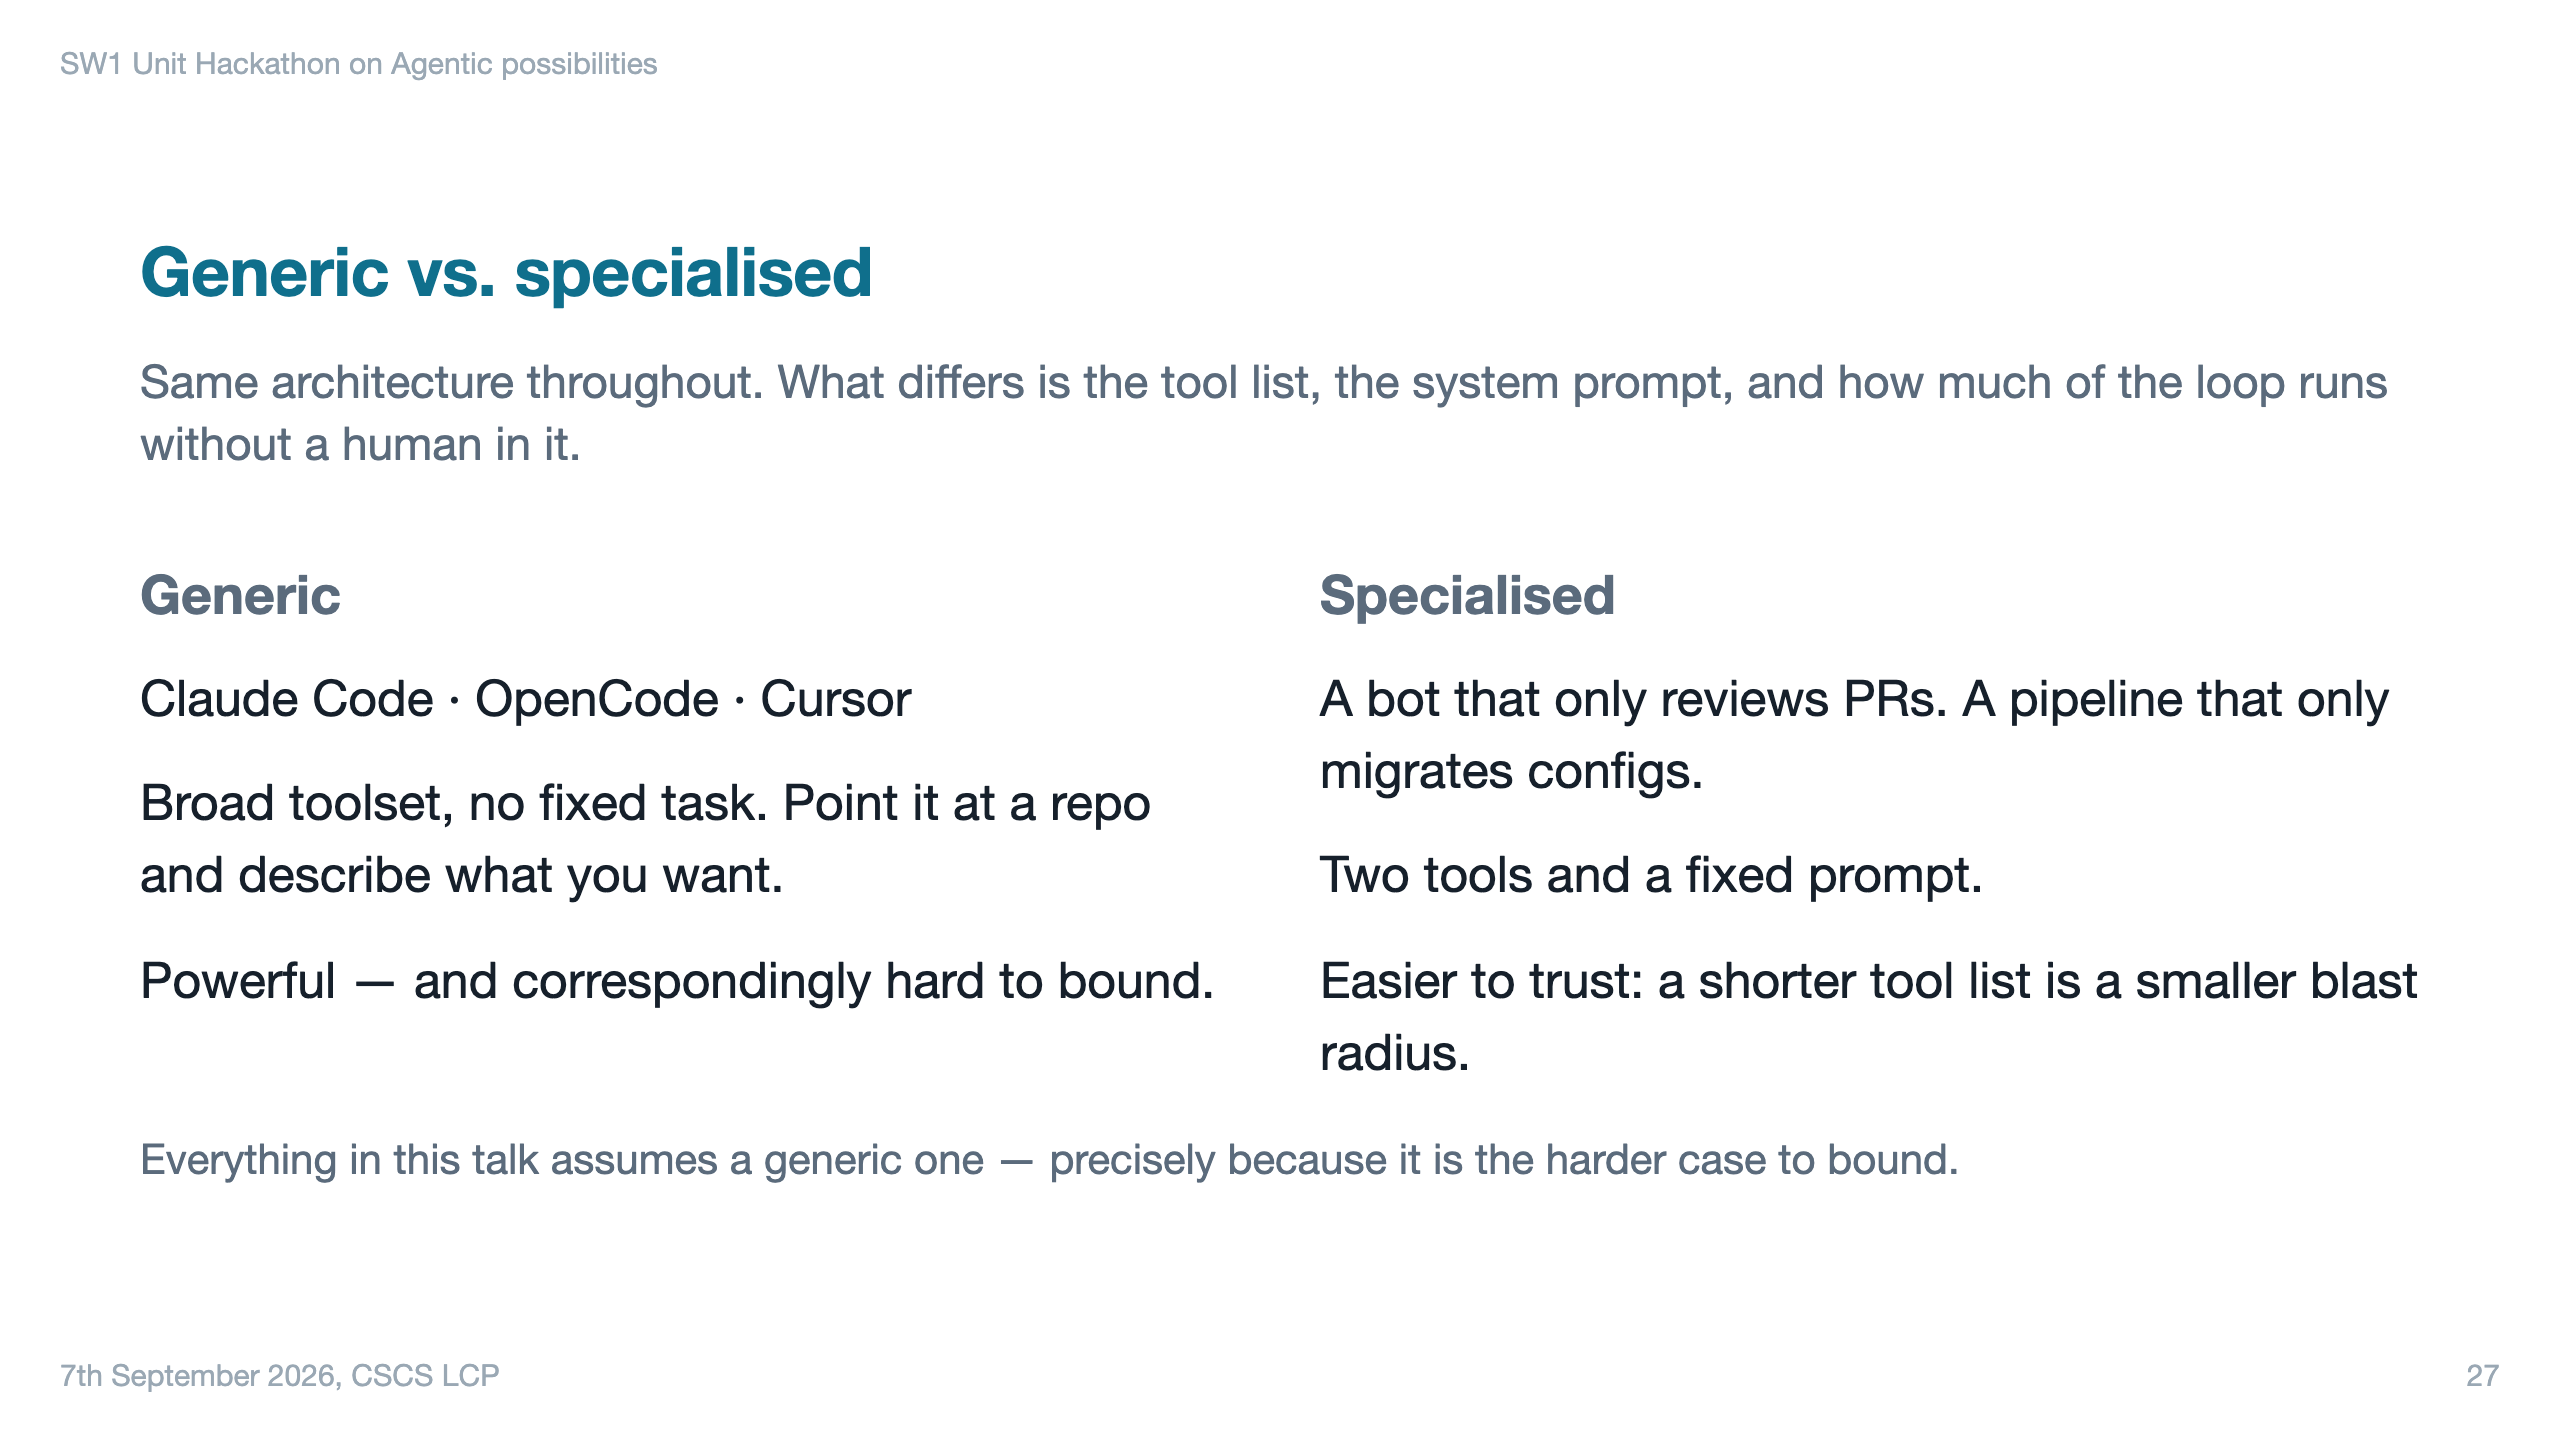 SW1 Unit Hackathon on Agentic possibilities
Generic vs. specialised
Same architecture throughout. What differs is the tool list, the system prompt, and how much of the loop runs
without a human in it.
Generic
Claude Code · OpenCode · Cursor
Broad toolset, no fixed task. Point it at a repo
and describe what you want.
Powerful — and correspondingly hard to bound.
Specialised
A bot that only reviews PRs. A pipeline that only
migrates configs.
Two tools and a fixed prompt.
Easier to trust: a shorter tool list is a smaller blast
radius.
Everything in this talk assumes a generic one — precisely because it is the harder case to bound.
7th September 2026, CSCS LCP
27